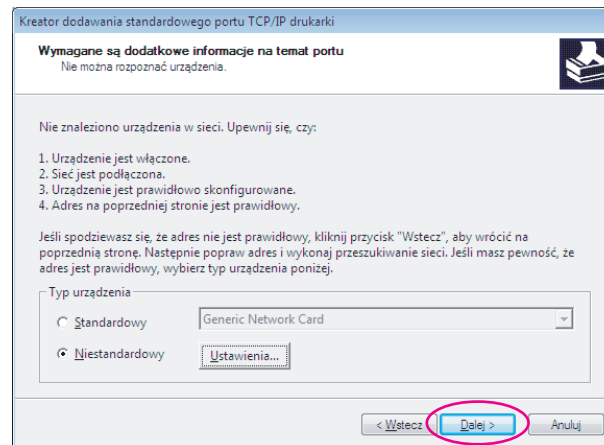 Kreator dodawania standardowego portu TCP/IP drukarki
Wymagane są dodatkowe informacje na temat portu
Nie można rozpoznać urządzenia.
Nie znaleziono urządzenia w sieci. Upewnij się, czy:
1. Urządzenie jest włączone.
2. Sieć jest podłączona.
3. Urządzenie jest prawidłowo skonfigurowane.
4. Adres na poprzedniej stronie jest prawidłowy.
Jeśli spodziewasz się, że adres nie jest prawidłowy, kliknij przycisk "Wstecz", aby wrócić na
poprzednią stronę. Następnie popraw adres i wykonaj przeszukiwanie sieci. Jeśli masz pewność, że
adres jest prawidłowy, wybierz typ urządzenia poniżej.
Typ urządzenia
Standardowy Generic Network Card
Niestandardowy Ustawienia...
< Wstecz Dalej > Anuluj